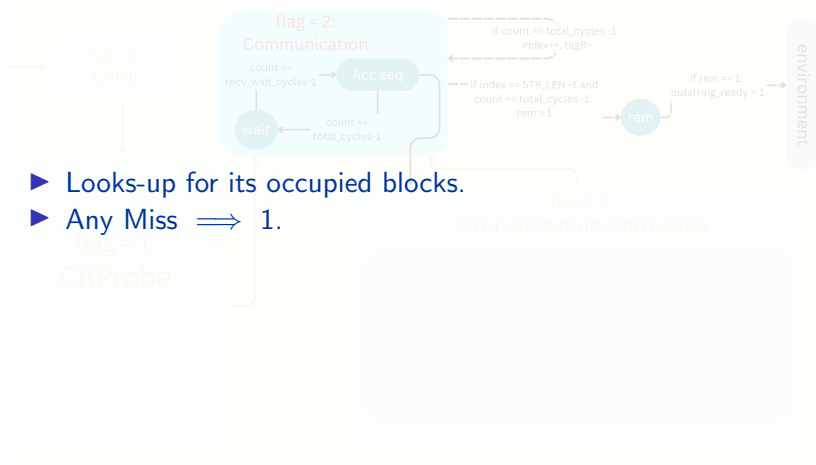 flag = 2:
Communication
if count == total_cycles -1 :
index++, tagR--
count ==
recv_wait_cycles-1
Acc seq
if index == STR_LEN -1 and
count == total_cycles -1:
rem = 1
if rem == 1:
outstring_ready = 1
environment
wait
count ==
total_cycles-1
rem
▶ Looks-up for its occupied blocks.
▶ Any Miss ⟹ 1.
flag = 3
Error-Detection-Correction
flag = 1:
CRProbe